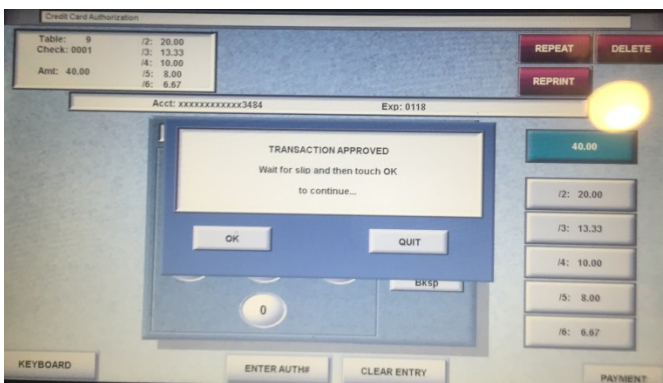 Credit Card Authorization
Table: 9
Check: 0001
Amt: 40.00
/2: 20.00
/3: 13.33
/4: 10.00
/5: 8.00
/6: 6.67
REPEAT
DELETE
REPRINT
Acct: xxxxxxxxxxxx3484 Exp: 0118
TRANSACTION APPROVED
Wait for slip and then touch OK
to continue...
OK
QUIT
40.00
/2: 20.00
/3: 13.33
/4: 10.00
/5: 8.00
/6: 6.67
Bksp
0
KEYBOARD
ENTER AUTH#
CLEAR ENTRY
PAYMENT